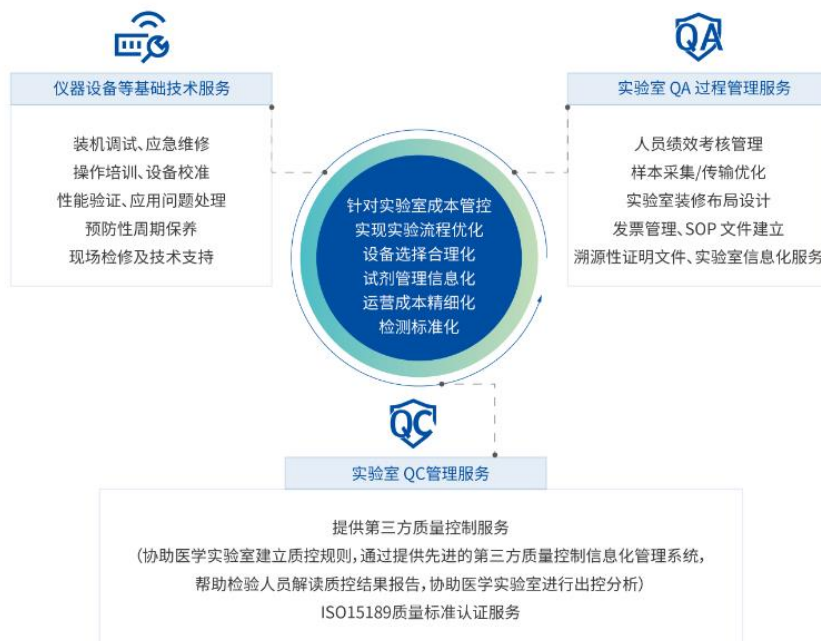 仪器设备等基础技术服务
装机调试、应急维修
操作培训、设备校准
性能验证、应用问题处理
预防性周期保养
现场检修及技术支持
QA
实验室 QA 过程管理服务
人员绩效考核管理
样本采集/传输优化
实验室装修布局设计
发票管理、SOP 文件建立
溯源性证明文件、实验室信息化服务
针对实验室成本管控
实现实验流程优化
设备选择合理化
试剂管理信息化
运营成本精细化
检测标准化
QC
实验室 QC管理服务
提供第三方质量控制服务
(协助医学实验室建立质控规则,通过提供先进的第三方质量控制信息化管理系统,
帮助检验人员解读质控结果报告,协助医学实验室进行出控分析)
ISO15189质量标准认证服务